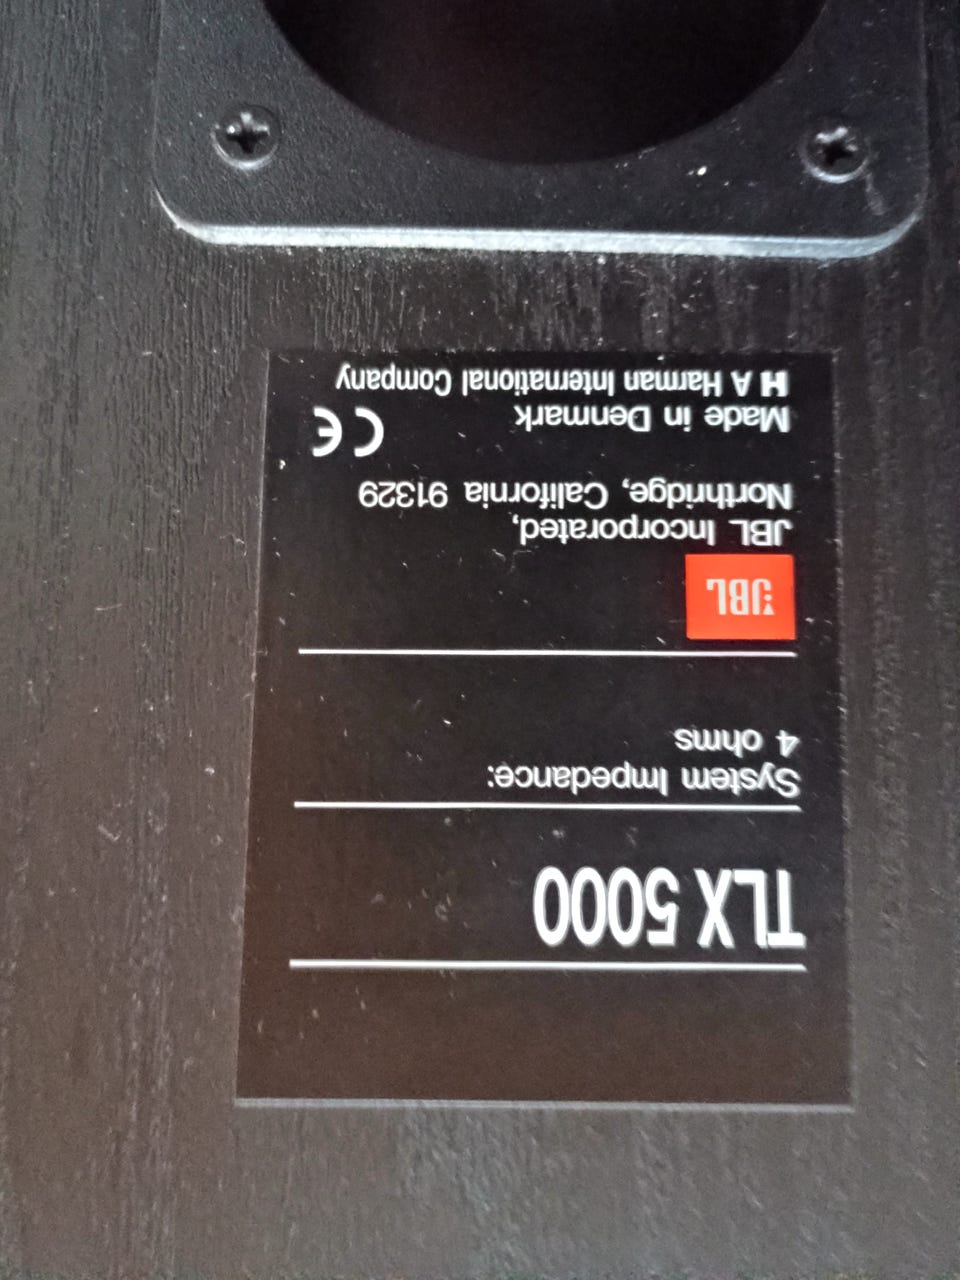 TLX 5000
System Impedance:
4 ohms
JBL
JBL Incorporated,
Northridge, California 91329
Made in Denmark CE
H A Harman International Company